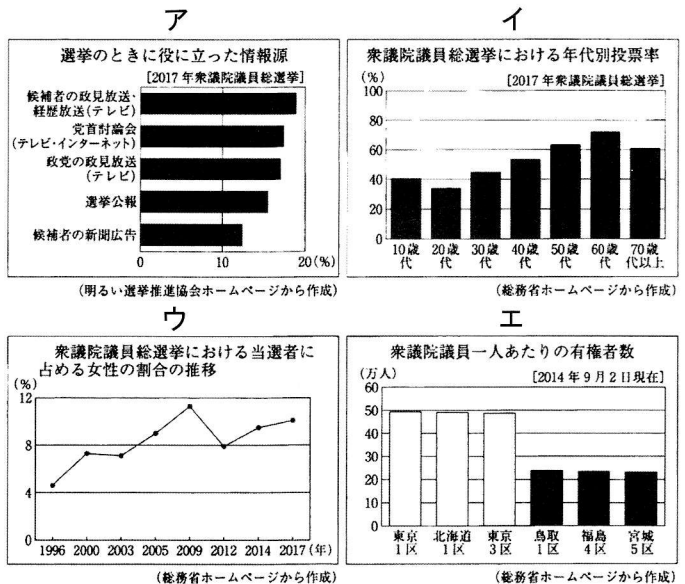 ア
選挙のときに役に立った情報源
[2017年衆議院議員総選挙]
候補者の政見放送・
経歴放送(テレビ)
党首討論会
(テレビ・インターネット)
政党の政見放送
(テレビ)
選挙公報
候補者の新聞広告
0 10 20(%)
(明るい選挙推進協会ホームページから作成)
イ
衆議院議員総選挙における年代別投票率
(%)
[2017年衆議院議員総選挙]
100
80
60
40
20
0
10歳代 20歳代 30歳代 40歳代 50歳代 60歳代 70歳代以上
(総務省ホームページから作成)
ウ
衆議院議員総選挙における当選者に
占める女性の割合の推移
(%)
12
8
4
0
1996 2000 2003 2005 2009 2012 2014 2017(年)
(総務省ホームページから作成)
エ
衆議院議員一人あたりの有権者数
(万人)
[2014年9月2日現在]
60
50
40
30
20
10
0
東京1区 北海道1区 東京3区 鳥取1区 福島4区 宮城5区
(総務省ホームページから作成)